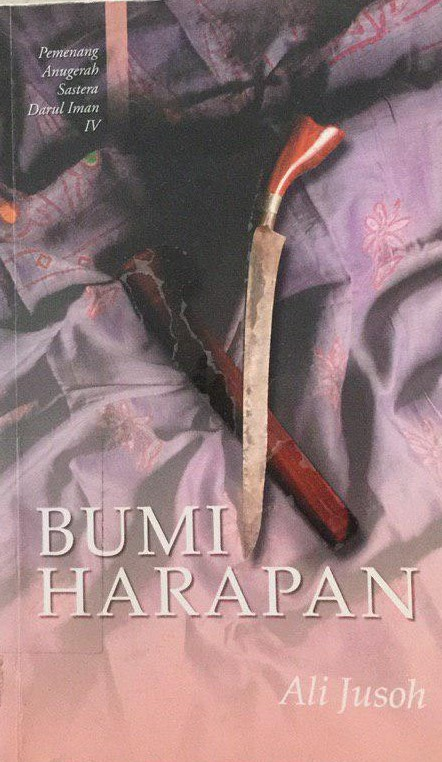 Pemenang
Anugerah
Sastera
Darul Iman
IV
BUMI
HARAPAN
Ali Jusoh